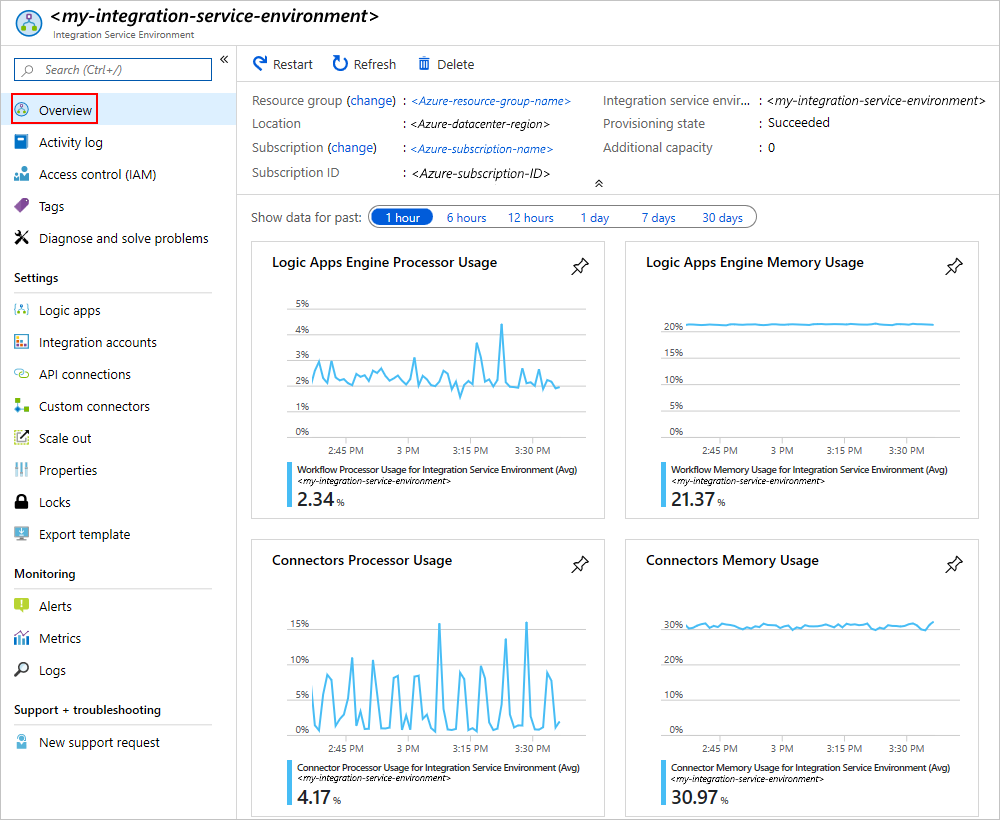 <my-integration-service-environment>
Integration Service Environment
Search (Ctrl+/)
«
Overview
Activity log
Access control (IAM)
Tags
Diagnose and solve problems
Settings
Logic apps
Integration accounts
API connections
Custom connectors
Scale out
Properties
Locks
Export template
Monitoring
Alerts
Metrics
Logs
Support + troubleshooting
New support request
Restart Refresh Delete
Resource group (change) : <Azure-resource-group-name>
Location : <Azure-datacenter-region>
Subscription (change) : <Azure-subscription-name>
Subscription ID : <Azure-subscription-ID>
Integration service envir... : <my-integration-service-environment>
Provisioning state : Succeeded
Additional capacity : 0
Show data for past: 1 hour 6 hours 12 hours 1 day 7 days 30 days
Logic Apps Engine Processor Usage
5%
4%
3%
2%
1%
0%
2:45 PM 3 PM 3:15 PM 3:30 PM
Workflow Processor Usage for Integration Service Environment (Avg)
<my-integration-service-environment>
2.34 %
Logic Apps Engine Memory Usage
20%
15%
10%
5%
0%
2:45 PM 3 PM 3:15 PM 3:30 PM
Workflow Memory Usage for Integration Service Environment (Avg)
<my-integration-service-environment>
21.37 %
Connectors Processor Usage
15%
10%
5%
0%
2:45 PM 3 PM 3:15 PM 3:30 PM
Connector Processor Usage for Integration Service Environment (Avg)
<my-integration-service-environment>
4.17 %
Connectors Memory Usage
30%
20%
10%
0%
2:45 PM 3 PM 3:15 PM 3:30 PM
Connector Memory Usage for Integration Service Environment (Avg)
<my-integration-service-environment>
30.97 %